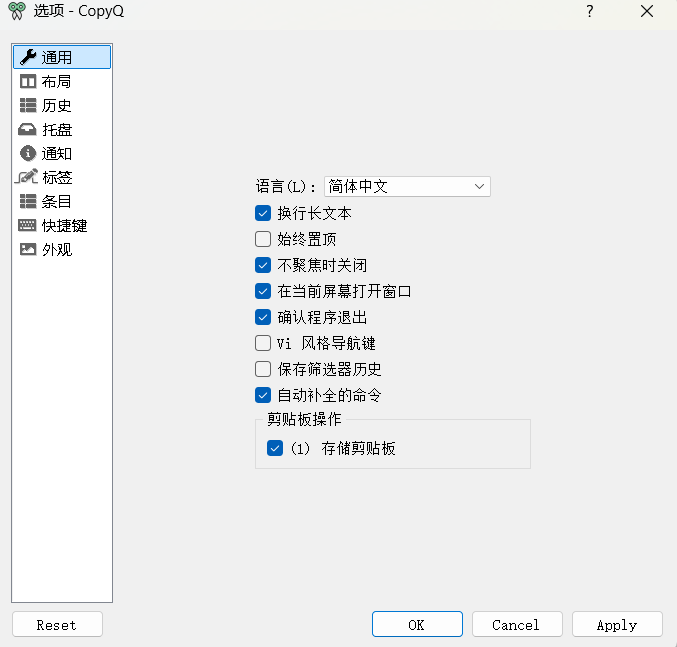 选项 - CopyQ
?
通用
布局
历史
托盘
通知
标签
条目
快捷键
外观
语言(L): 简体中文
换行长文本
始终置顶
不聚焦时关闭
在当前屏幕打开窗口
确认程序退出
Vi 风格导航键
保存筛选器历史
自动补全的命令
剪贴板操作
(1) 存储剪贴板
Reset OK Cancel Apply